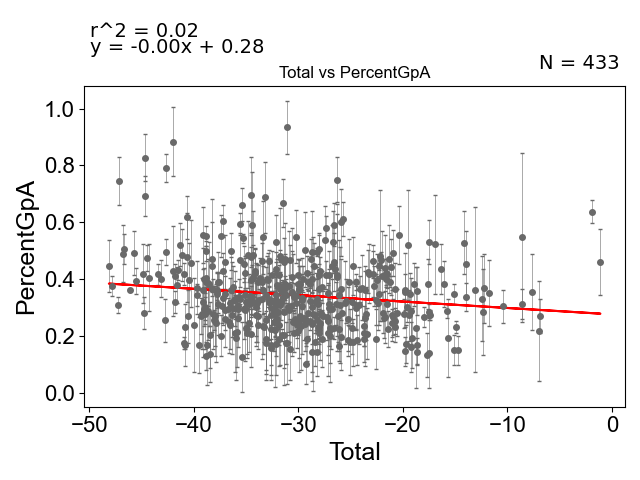 r^2 = 0.02
y = -0.00x + 0.28
N = 433
Total vs PercentGpA
1.0
0.8
0.6
0.4
0.2
0.0
PercentGpA
−50
−40
−30
−20
−10
0
Total